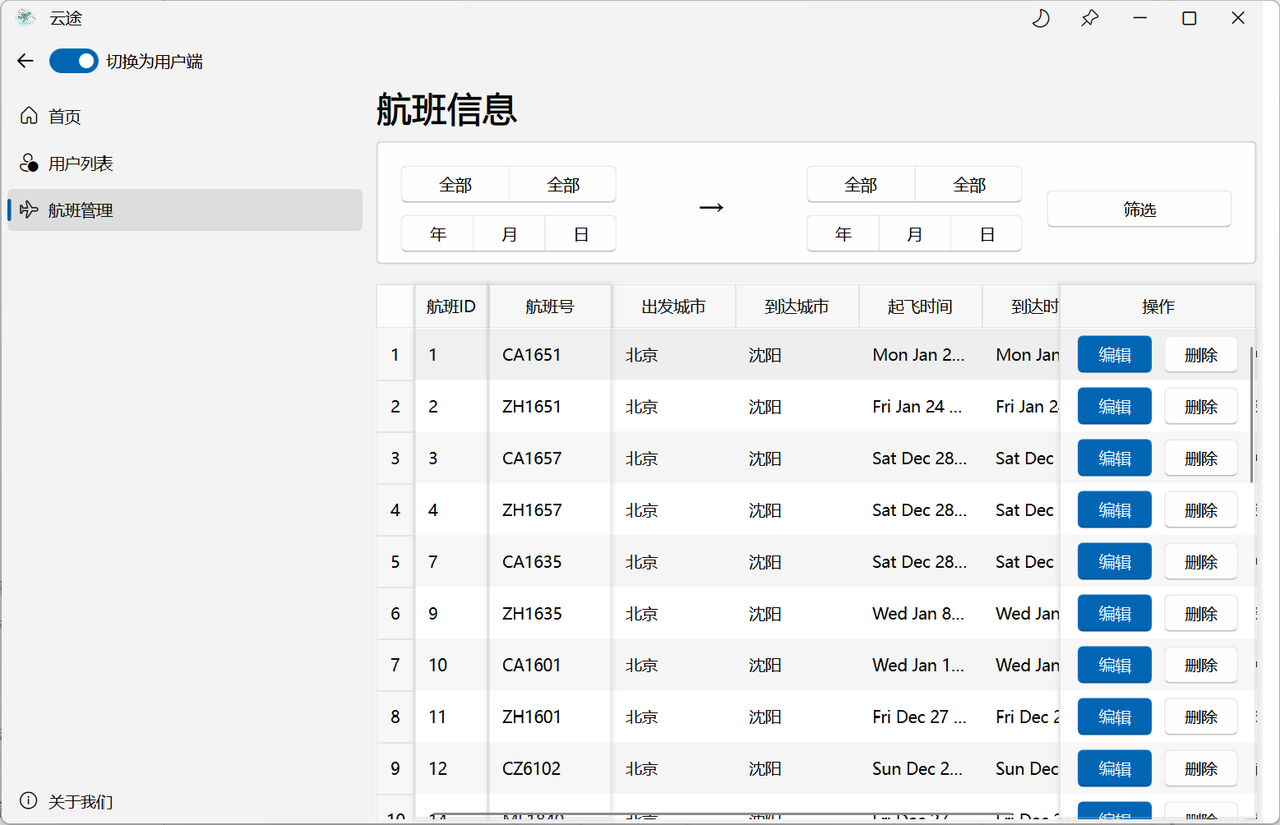 云途
切换为用户端
首页
用户列表
航班管理
关于我们
航班信息
全部 全部 → 全部 全部
年 月 日 年 月 日
筛选
航班ID 航班号 出发城市 到达城市 起飞时间 到达时 操作
1 1 CA1651 北京 沈阳 Mon Jan 2... Mon Jan 编辑 删除
2 2 ZH1651 北京 沈阳 Fri Jan 24 ... Fri Jan 2 编辑 删除
3 3 CA1657 北京 沈阳 Sat Dec 28... Sat Dec 编辑 删除
4 4 ZH1657 北京 沈阳 Sat Dec 28... Sat Dec 编辑 删除
5 7 CA1635 北京 沈阳 Sat Dec 28... Sat Dec 编辑 删除
6 9 ZH1635 北京 沈阳 Wed Jan 8... Wed Jan 编辑 删除
7 10 CA1601 北京 沈阳 Wed Jan 1... Wed Jan 编辑 删除
8 11 ZH1601 北京 沈阳 Fri Dec 27 ... Fri Dec 2 编辑 删除
9 12 CZ6102 北京 沈阳 Sun Dec 2... Sun Dec 编辑 删除
10 14 北京 沈阳 编辑 删除